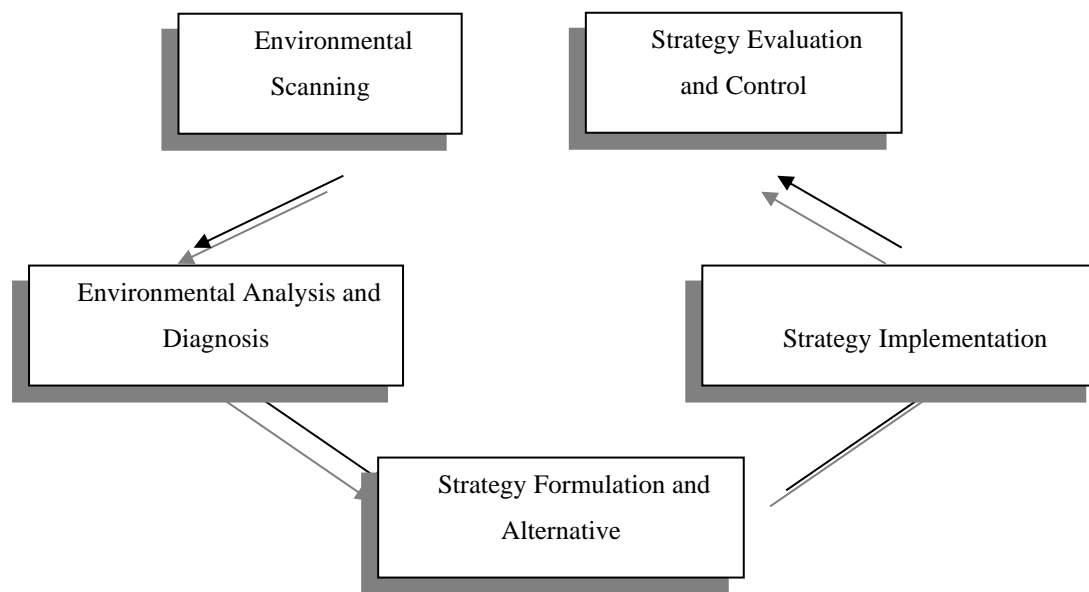 Environmental
Scanning
Strategy Evaluation
and Control
Environmental Analysis and
Diagnosis
Strategy Implementation
Strategy Formulation and
Alternative